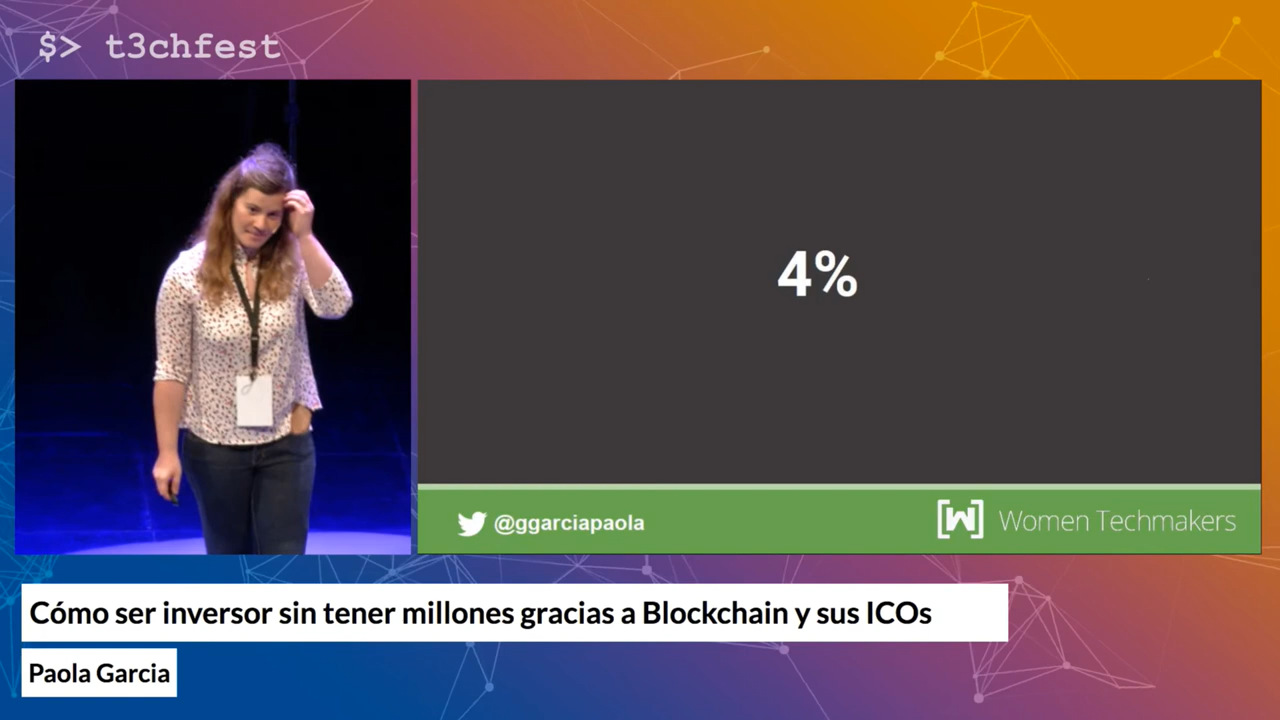 $> t3chfest
4%
@ggarciapaola
[W] Women Techmakers
Cómo ser inversor sin tener millones gracias a Blockchain y sus ICOs
Paola Garcia